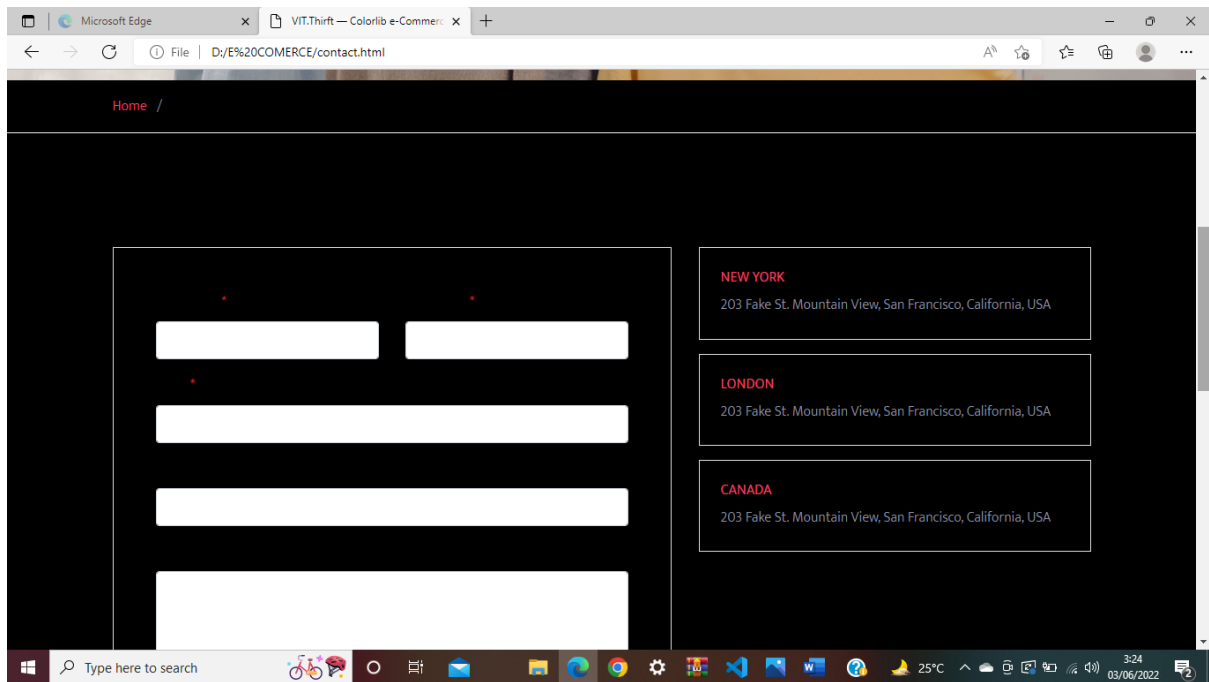 Microsoft Edge
VIT.Thirft — Colorlib e-Commerc
File
D:/E%20COMERCE/contact.html
Home /
*
*
*
NEW YORK
203 Fake St. Mountain View, San Francisco, California, USA
LONDON
203 Fake St. Mountain View, San Francisco, California, USA
CANADA
203 Fake St. Mountain View, San Francisco, California, USA
Type here to search
25°C
3:24
03/06/2022
2